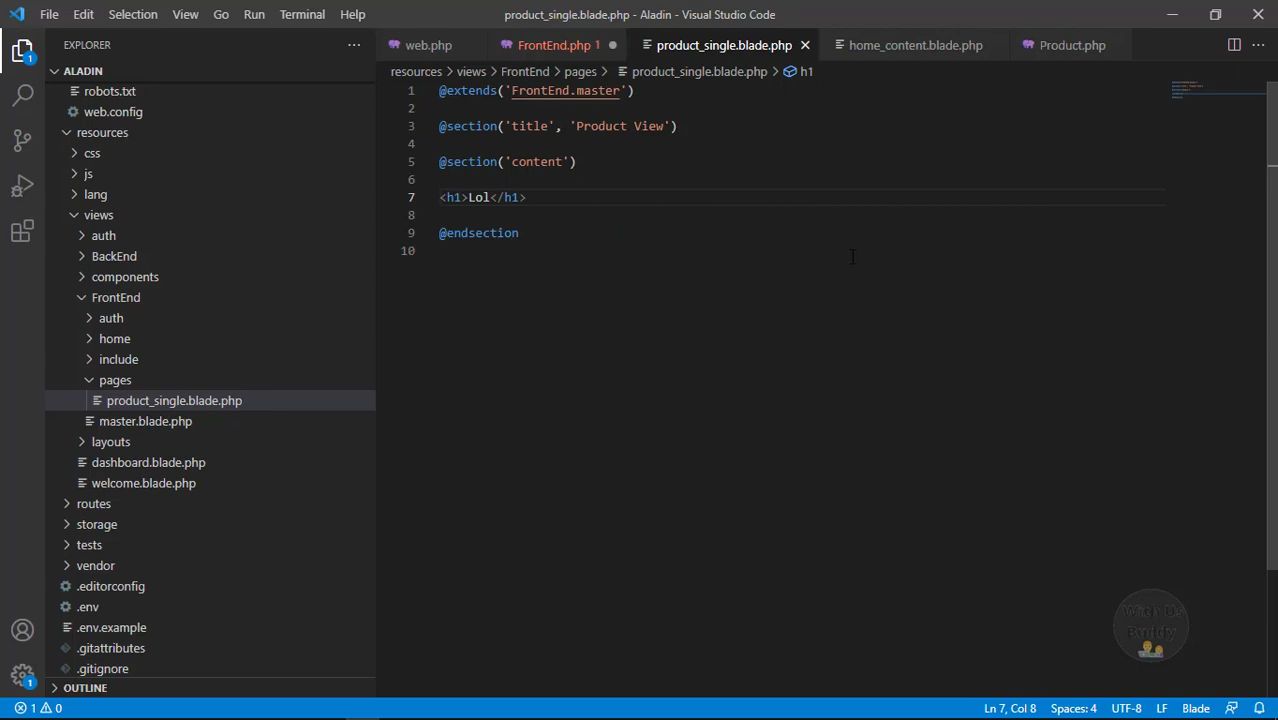 File Edit Selection View Go Run Terminal Help product_single.blade.php - Aladin - Visual Studio Code
EXPLORER
web.php FrontEnd.php 1 product_single.blade.php home_content.blade.php Product.php
ALADIN
resources > views > FrontEnd > pages > product_single.blade.php > h1
robots.txt
web.config
resources
css
js
lang
views
auth
BackEnd
components
FrontEnd
auth
home
include
pages
product_single.blade.php
master.blade.php
layouts
dashboard.blade.php
welcome.blade.php
routes
storage
tests
vendor
.editorconfig
.env
.env.example
.gitattributes
.gitignore
OUTLINE
1 @extends('FrontEnd.master')
2
3 @section('title', 'Product View')
4
5 @section('content')
6
7 <h1>Lol</h1>
8
9 @endsection
10
With Us
Buddy
1
1
1 0 Ln 7, Col 8 Spaces: 4 UTF-8 LF Blade